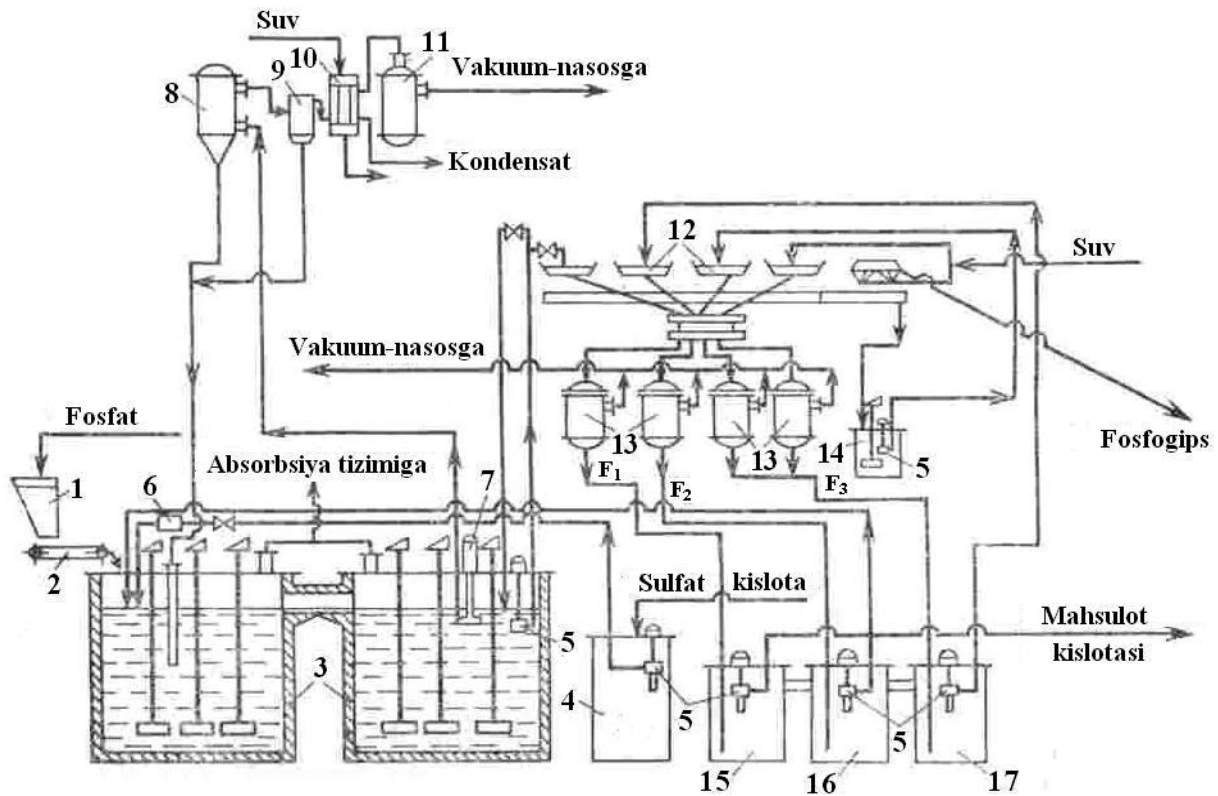 Suv
10
11
9
Vakuum-nasosga
8
Kondensat
12
Suv
Vakuum-nasosga
Fosfat
13
13
14
5
Fosfogips
Absorbsiya tizimiga
F1
F2
F3
1
6
7
2
Sulfat kislota
Mahsulot
kislotasi
5
3
4
5
5
15
16
17